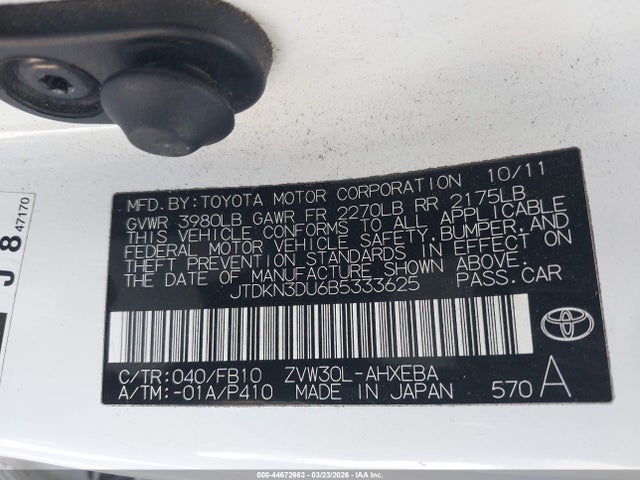 J 8 47170
MFD. BY: TOYOTA MOTOR CORPORATION 10/11
GVWR 3980LB GAWR FR 2270LB RR 2175LB
THIS VEHICLE CONFORMS TO ALL APPLICABLE
FEDERAL MOTOR VEHICLE SAFETY, BUMPER, AND
THEFT PREVENTION STANDARDS IN EFFECT ON
THE DATE OF MANUFACTURE SHOWN ABOVE.
JTDKN3DU6B5333625 PASS. CAR
C/TR: 040/FB10 ZVW30L-AHXEBA
A/TM: -01A/P410 MADE IN JAPAN 570 A
000-44672663 | 03/23/2026 | IAA